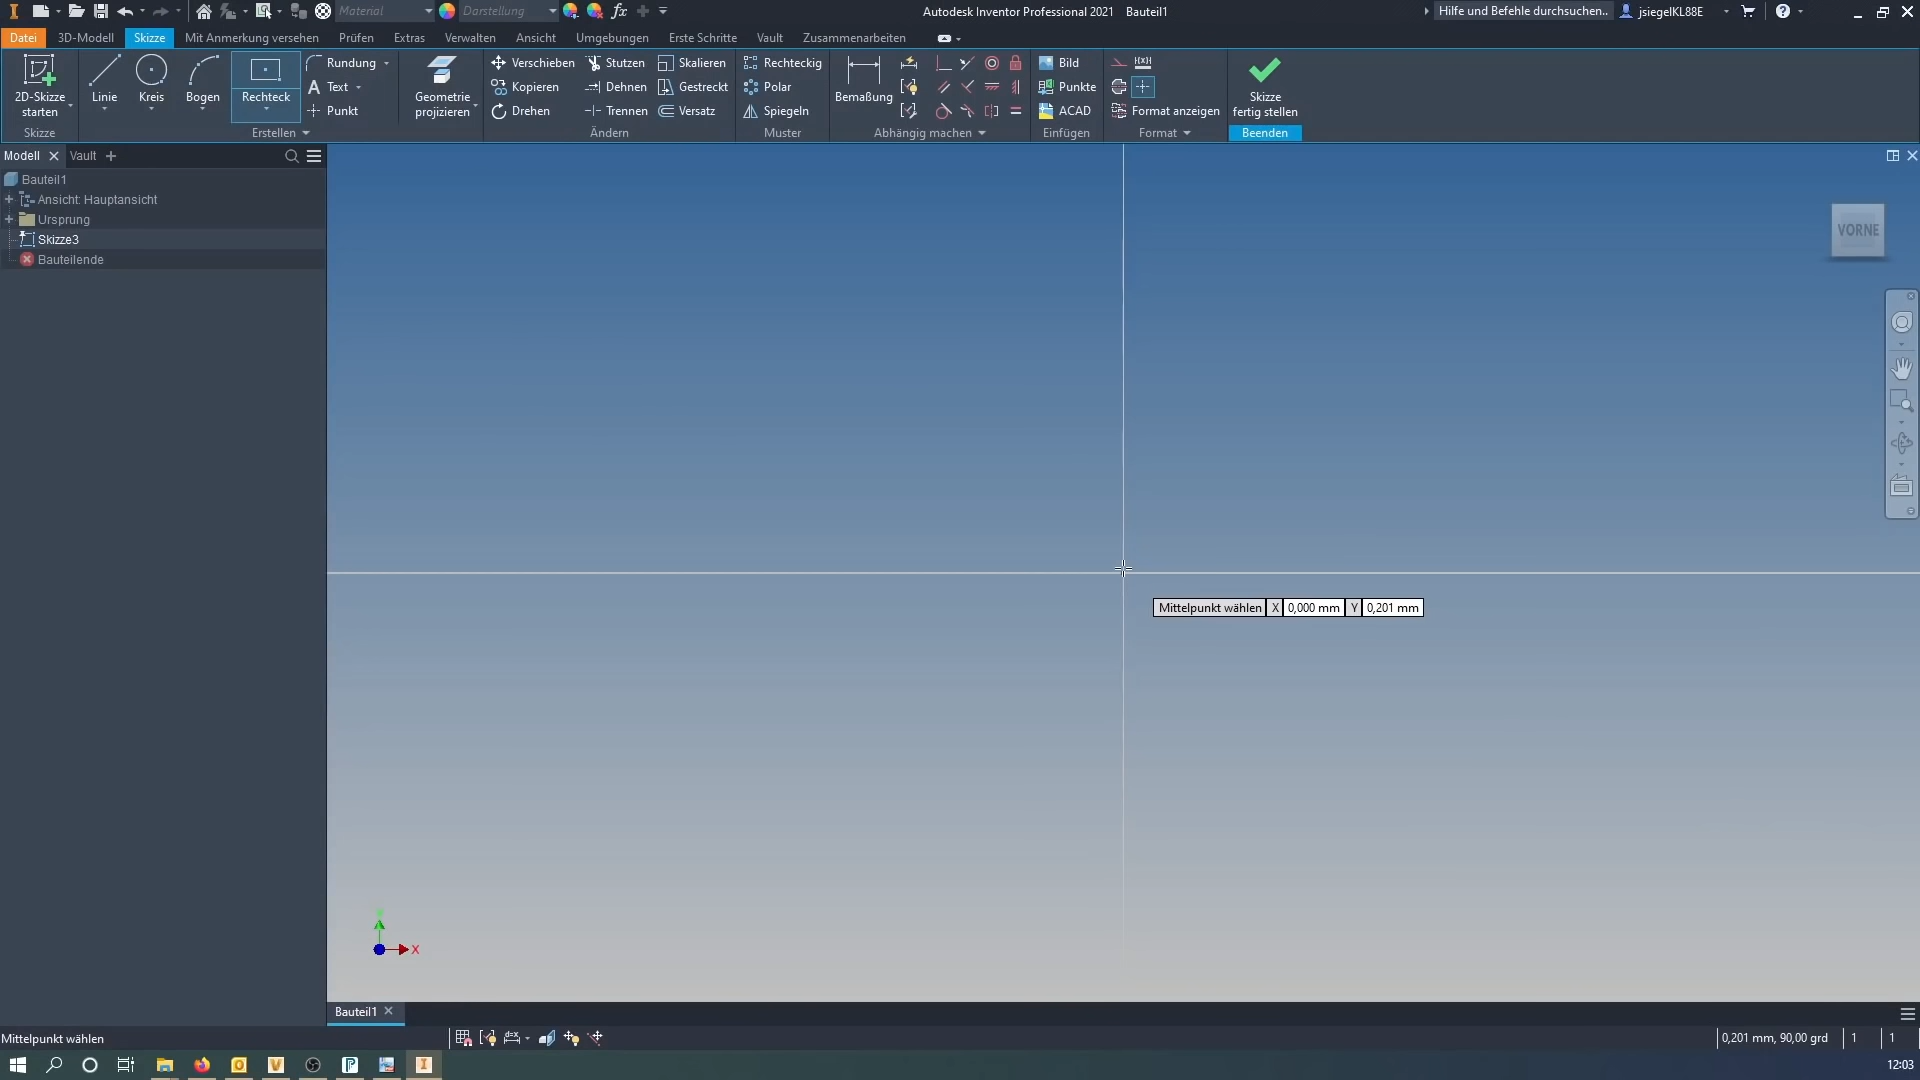 Material
Darstellung
Autodesk Inventor Professional 2021 Bauteil1
Hilfe und Befehle durchsuchen..
jsiegelKL88E
Datei
3D-Modell
Skizze
Mit Anmerkung versehen
Prüfen
Extras
Verwalten
Ansicht
Umgebungen
Erste Schritte
Vault
Zusammenarbeiten
2D-Skizze
starten
Linie
Kreis
Bogen
Rechteck
Rundung
Text
Punkt
Geometrie
projizieren
Verschieben
Kopieren
Drehen
Stutzen
Dehnen
Trennen
Skalieren
Gestreckt
Versatz
Rechteckig
Polar
Spiegeln
Bemaßung
Bild
Punkte
ACAD
Format anzeigen
Skizze
fertig stellen
Skizze
Erstellen
Ändern
Muster
Abhängig machen
Einfügen
Format
Beenden
Modell
Vault
Bauteil1
Ansicht: Hauptansicht
Ursprung
Skizze3
Bauteilende
VORNE
Mittelpunkt wählen X 0,000 mm Y 0,201 mm
X
Bauteil1
Mittelpunkt wählen
0,201 mm, 90,00 grd
1
1
12:03